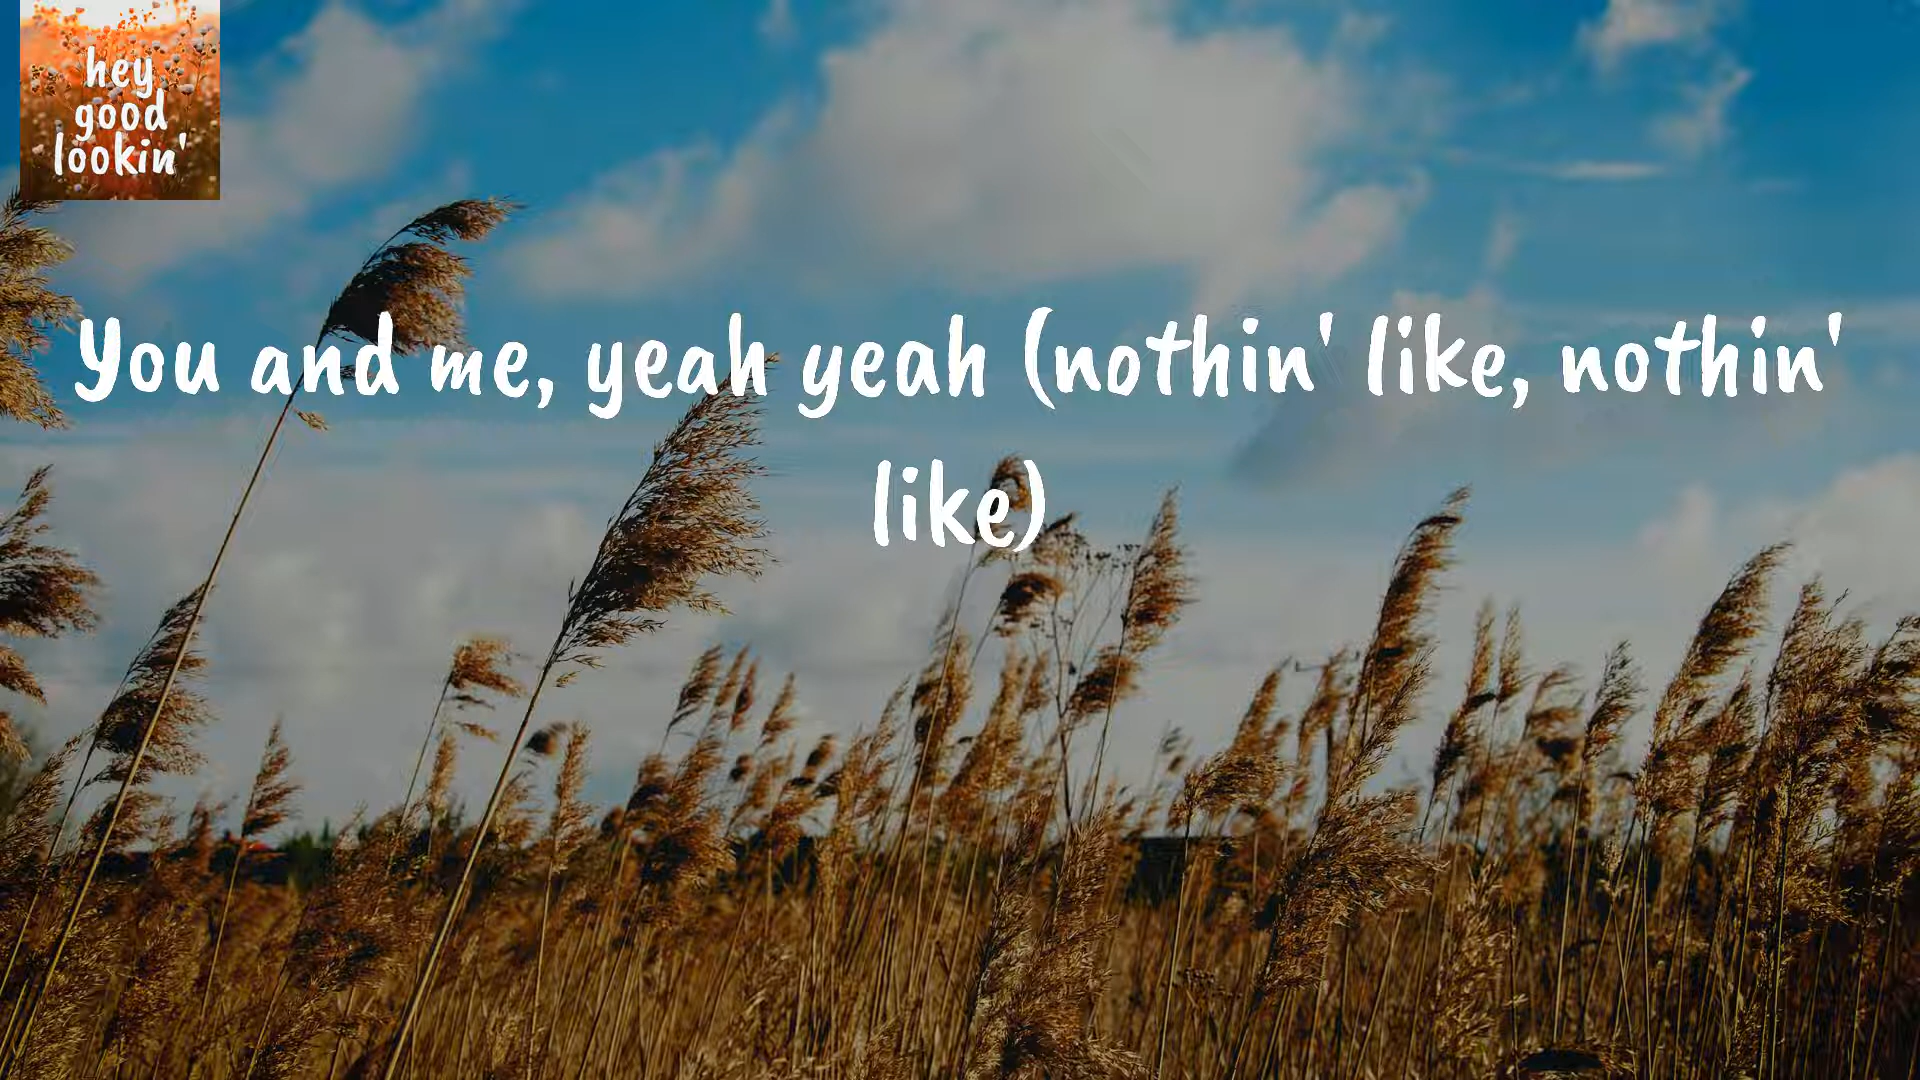 hey
good
lookin'
You and me, yeah yeah (nothin' like, nothin'
like)